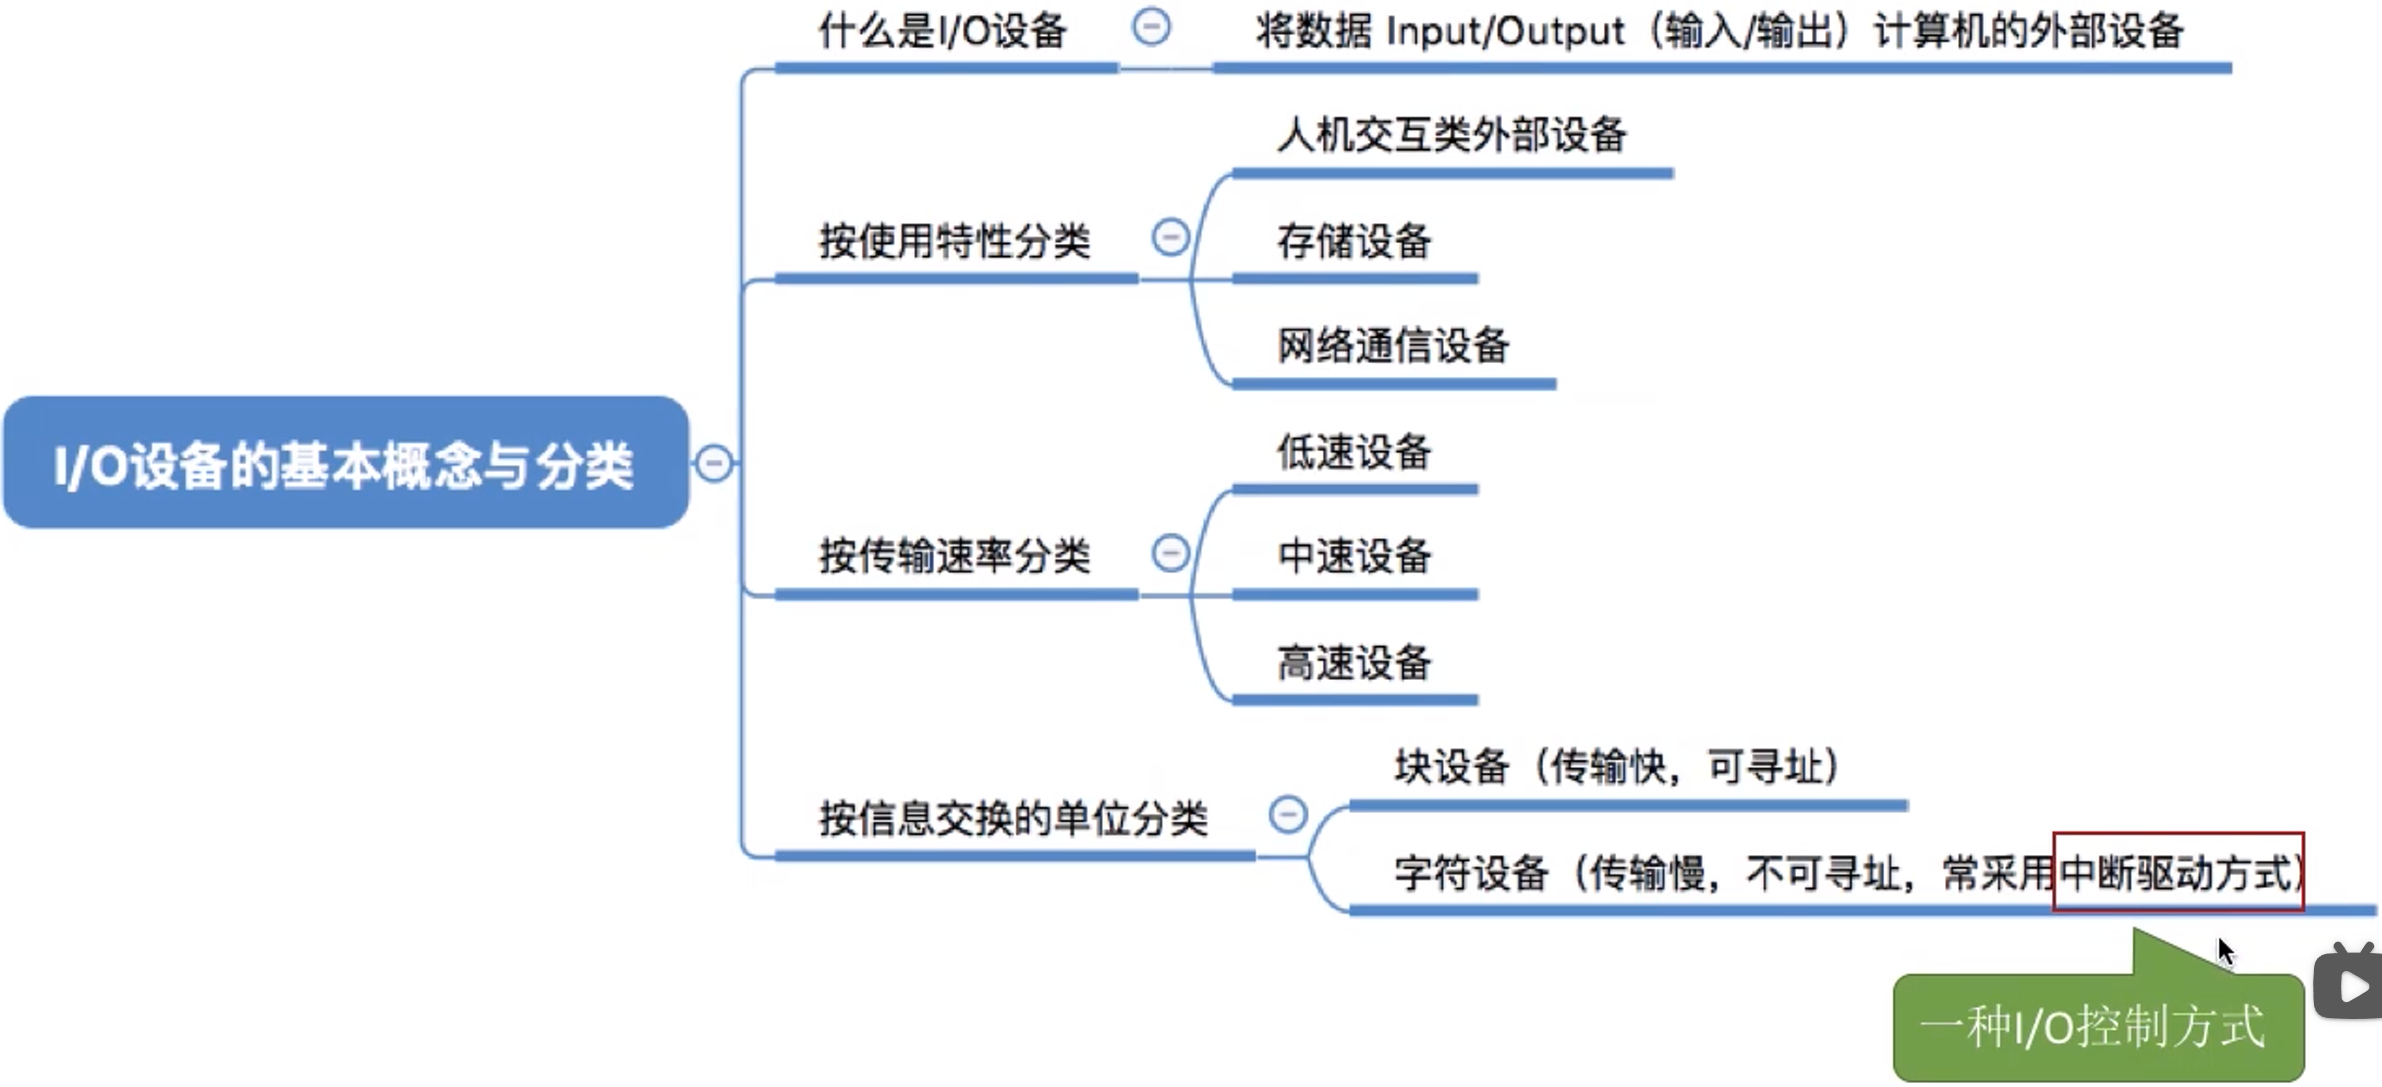 什么是I/O设备
将数据 Input/Output（输入/输出）计算机的外部设备
人机交互类外部设备
按使用特性分类
存储设备
网络通信设备
I/O设备的基本概念与分类
低速设备
按传输速率分类
中速设备
高速设备
块设备（传输快，可寻址）
按信息交换的单位分类
字符设备（传输慢，不可寻址，常采用中断驱动方式）
一种I/O控制方式